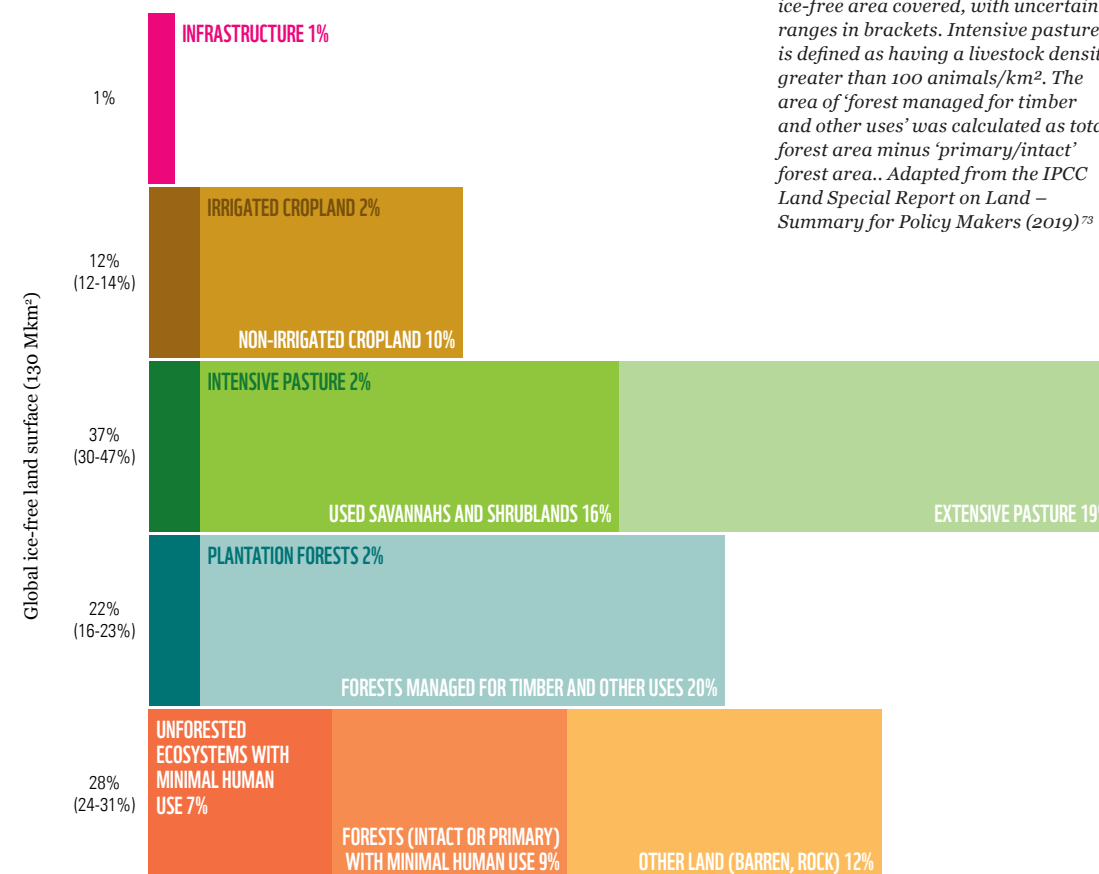 ice-free area covered, with uncertain
ranges in brackets. Intensive pasture
is defined as having a livestock densit
greater than 100 animals/km². The
area of ‘forest managed for timber
and other uses’ was calculated as tota
forest area minus ‘primary/intact’
forest area.. Adapted from the IPCC
Land Special Report on Land –
Summary for Policy Makers (2019)⁷³
Global ice-free land surface (130 Mkm²)
1%
INFRASTRUCTURE 1%
12%
(12-14%)
IRRIGATED CROPLAND 2%
NON-IRRIGATED CROPLAND 10%
37%
(30-47%)
INTENSIVE PASTURE 2%
USED SAVANNAHS AND SHRUBLANDS 16%
EXTENSIVE PASTURE 19%
22%
(16-23%)
PLANTATION FORESTS 2%
FORESTS MANAGED FOR TIMBER AND OTHER USES 20%
28%
(24-31%)
UNFORESTED
ECOSYSTEMS WITH
MINIMAL HUMAN
USE 7%
FORESTS (INTACT OR PRIMARY)
WITH MINIMAL HUMAN USE 9%
OTHER LAND (BARREN, ROCK) 12%